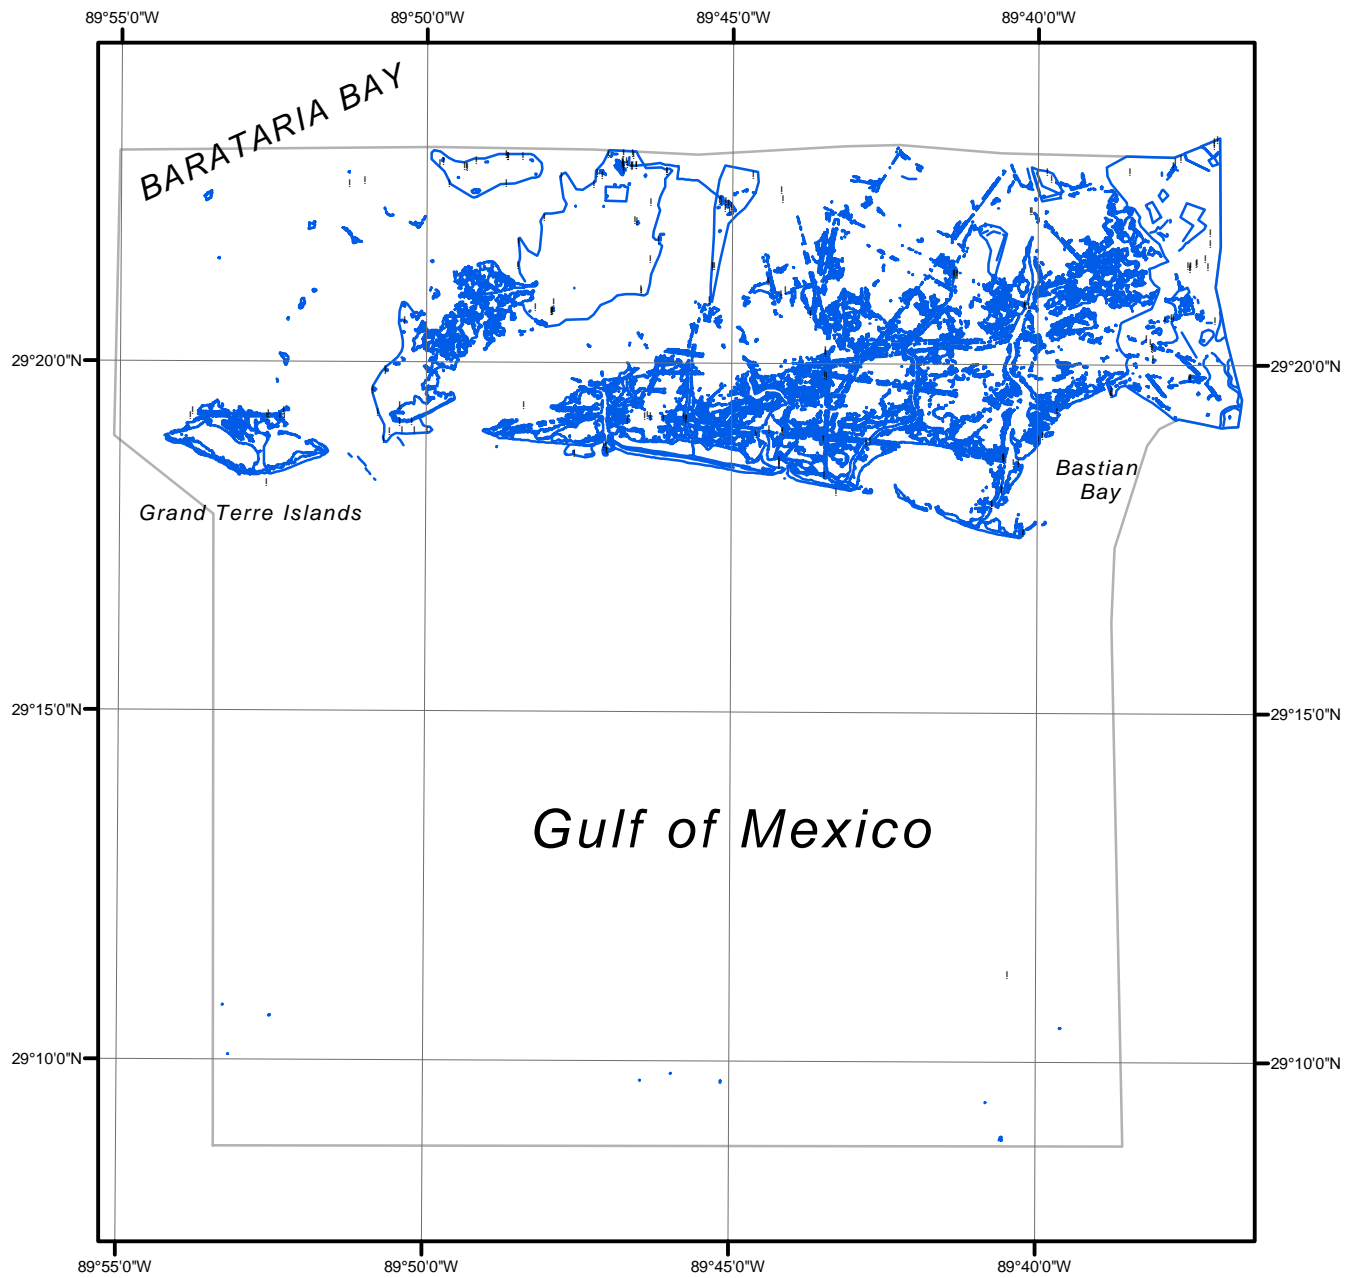 89°55'0"W 89°50'0"W 89°45'0"W 89°40'0"W
BARATARIA BAY
29°20'0"N 29°20'0"N
Bastian
Bay
Grand Terre Islands
29°15'0"N 29°15'0"N
Gulf of Mexico
29°10'0"N 29°10'0"N
89°55'0"W 89°50'0"W 89°45'0"W 89°40'0"W